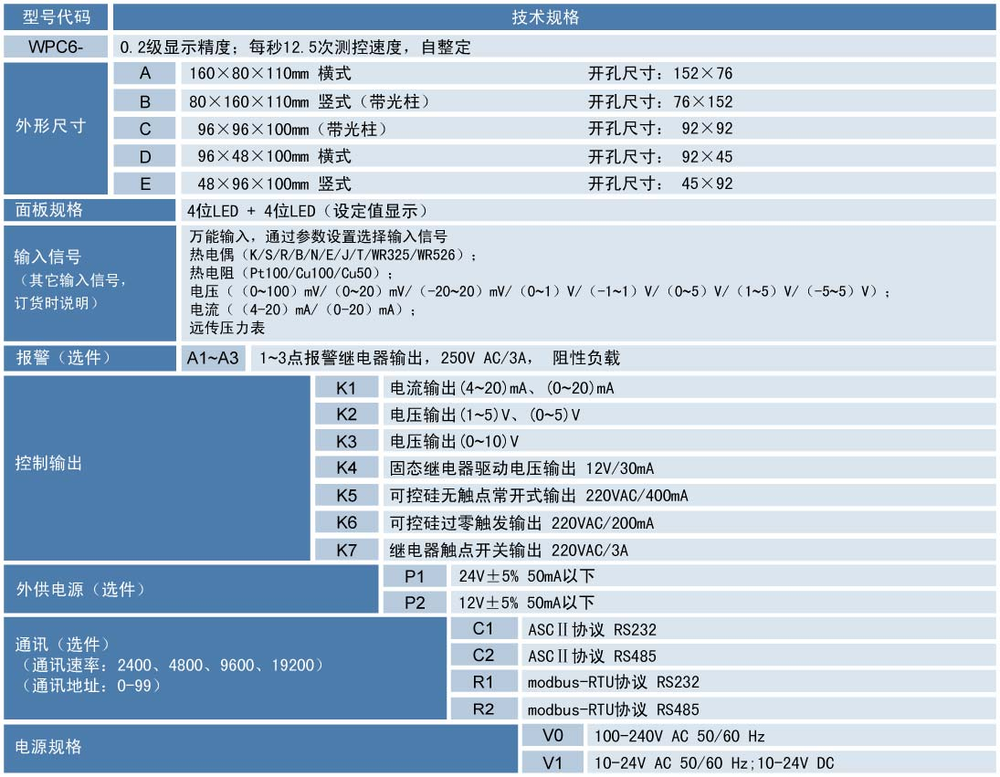 型号代码 技术规格
WPC6- 0.2级显示精度；每秒12.5次测控速度，自整定
外形尺寸
A 160×80×110mm 横式 开孔尺寸：152×76
B 80×160×110mm 竖式（带光柱） 开孔尺寸：76×152
C 96×96×100mm（带光柱） 开孔尺寸： 92×92
D 96×48×100mm 横式 开孔尺寸： 92×45
E 48×96×100mm 竖式 开孔尺寸： 45×92
面板规格 4位LED + 4位LED（设定值显示）
输入信号
（其它输入信号，
订货时说明）
万能输入，通过参数设置选择输入信号
热电偶（K/S/R/B/N/E/J/T/WR325/WR526）；
热电阻（Pt100/Cu100/Cu50）；
电压（（0~100）mV/（0~20）mV/（-20~20）mV/（0~1）V/（-1~1）V/（0~5）V/（1~5）V/（-5~5）V）；
电流（（4-20）mA/（0-20）mA）；
远传压力表
报警（选件） A1~A3 1~3点报警继电器输出，250V AC/3A， 阻性负载
控制输出
K1 电流输出(4~20)mA、(0~20)mA
K2 电压输出(1~5)V、(0~5)V
K3 电压输出(0~10)V
K4 固态继电器驱动电压输出 12V/30mA
K5 可控硅无触点常开式输出 220VAC/400mA
K6 可控硅过零触发输出 220VAC/200mA
K7 继电器触点开关输出 220VAC/3A
外供电源（选件）
P1 24V±5% 50mA以下
P2 12V±5% 50mA以下
通讯（选件）
（通讯速率：2400、4800、9600、19200）
（通讯地址：0-99）
C1 ASCⅡ协议 RS232
C2 ASCⅡ协议 RS485
R1 modbus-RTU协议 RS232
R2 modbus-RTU协议 RS485
电源规格
V0 100-240V AC 50/60 Hz
V1 10-24V AC 50/60 Hz;10-24V DC